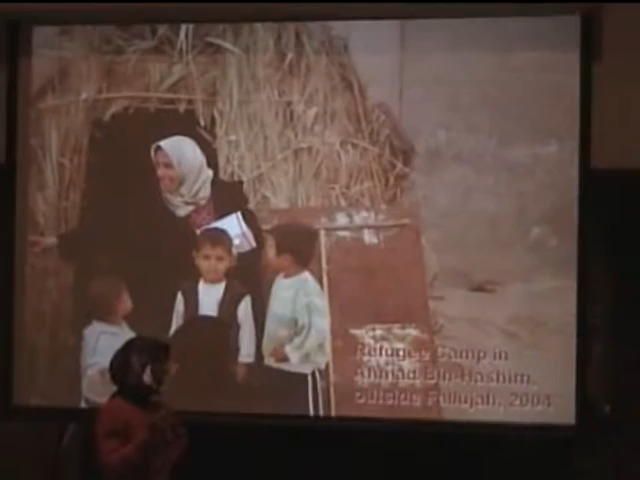 Refugee Camp in
Ahmad Bin-Hashim,
outside Fallujah, 2004